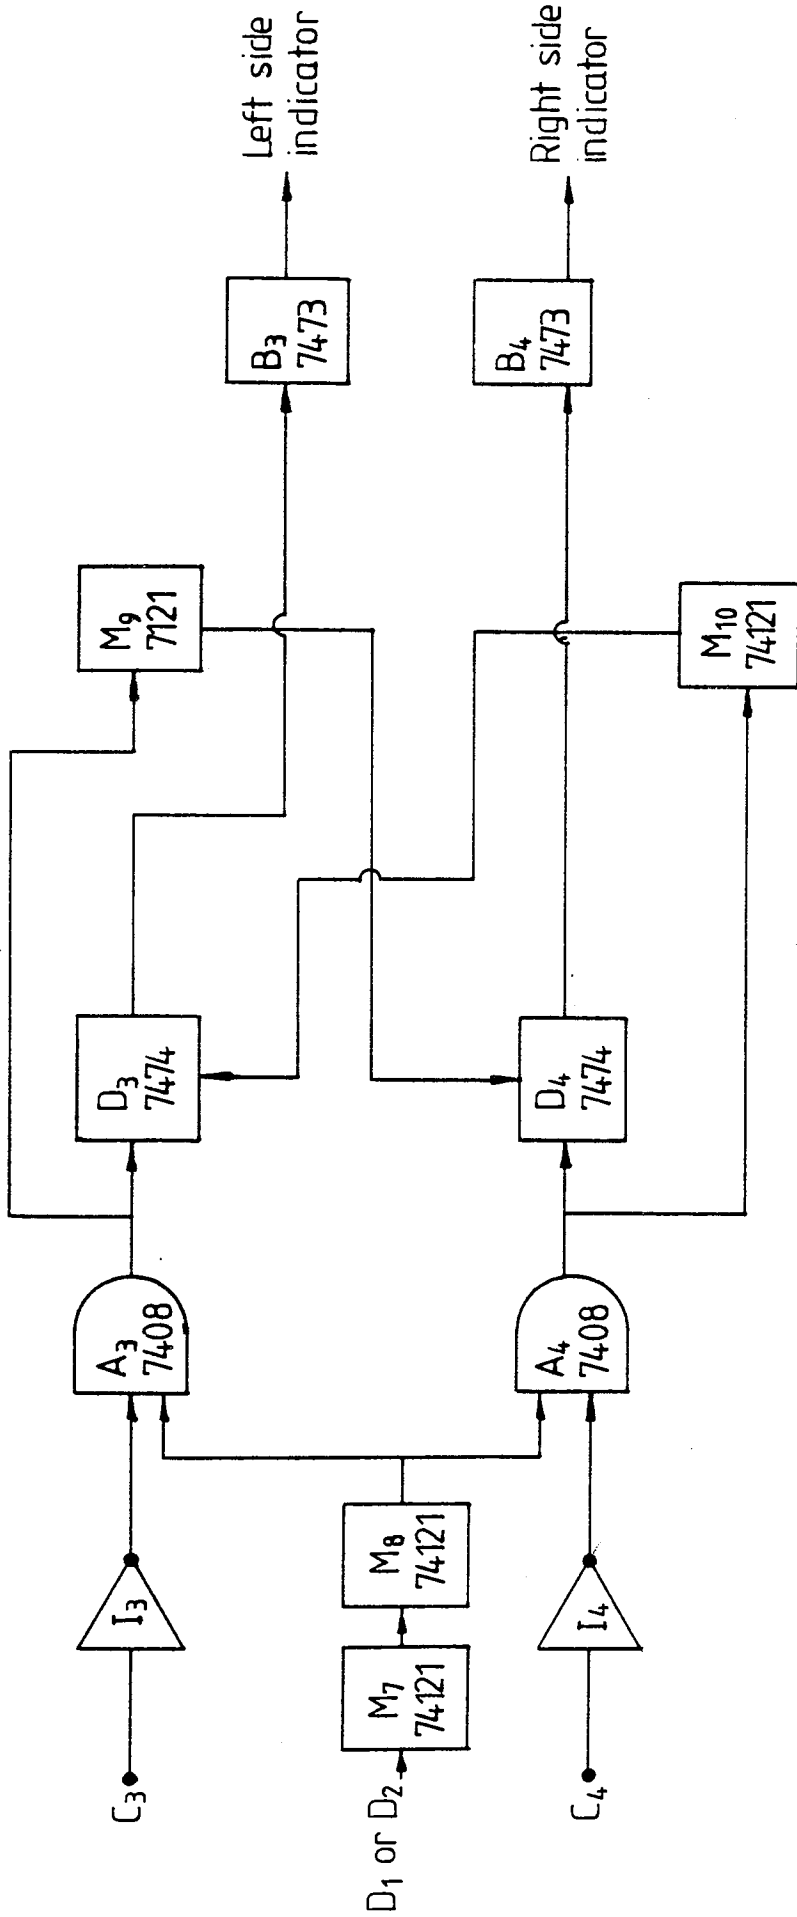 C3
I3
A3
7408
D3
7474
M9
7121
B3
7473
Left side
indicator
D1 or D2
M7
74121
M8
74121
C4
I4
A4
7408
D4
7474
M10
74121
B4
7473
Right side
indicator